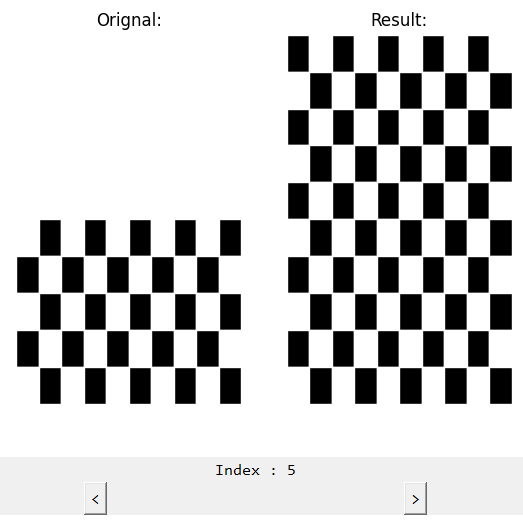 Orignal:
Result:
Index : 5
<
>